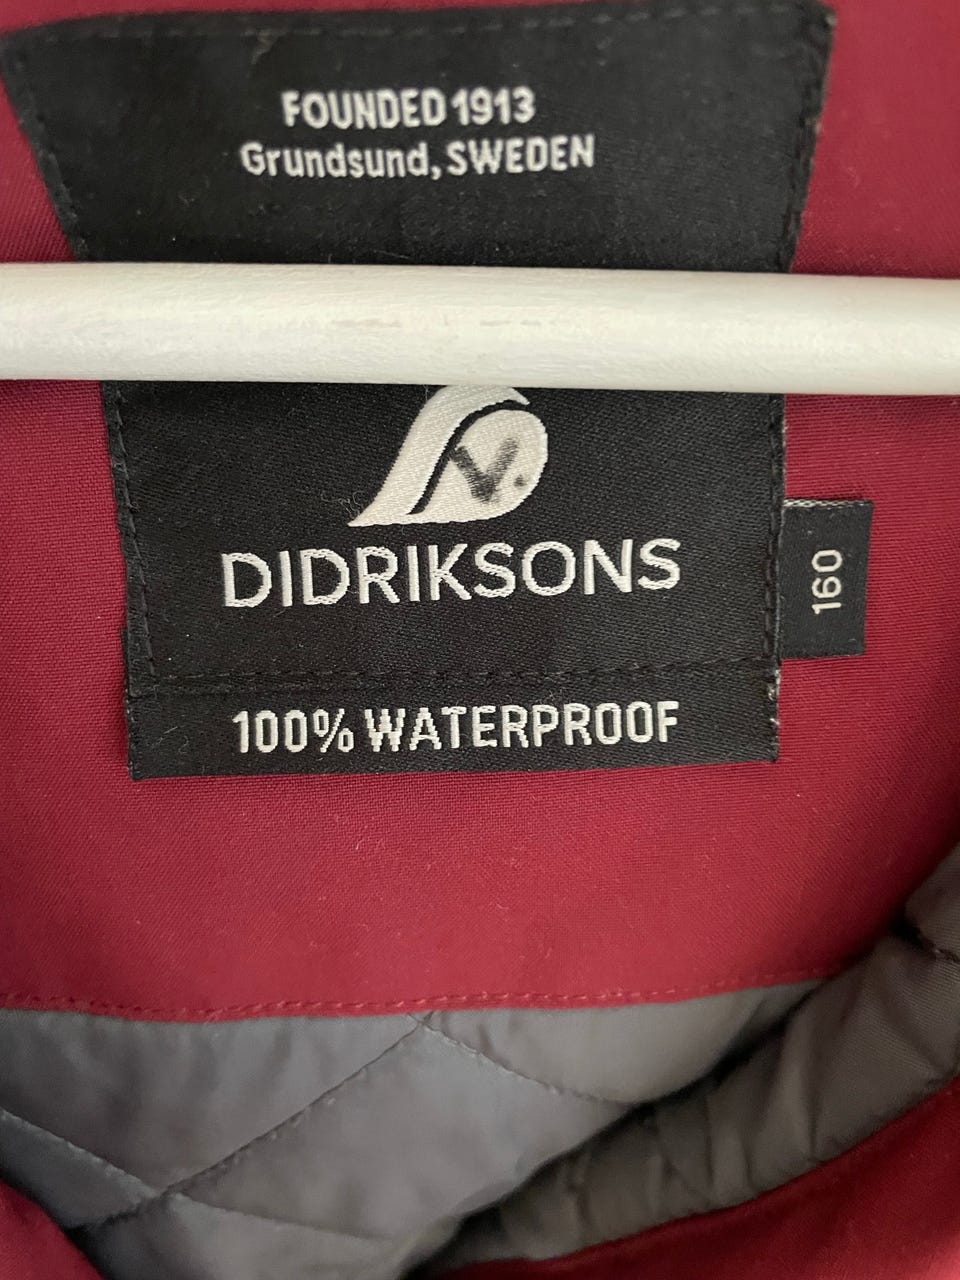 FOUNDED 1913
Grundsund, SWEDEN
V.
DIDRIKSONS
160
100% WATERPROOF